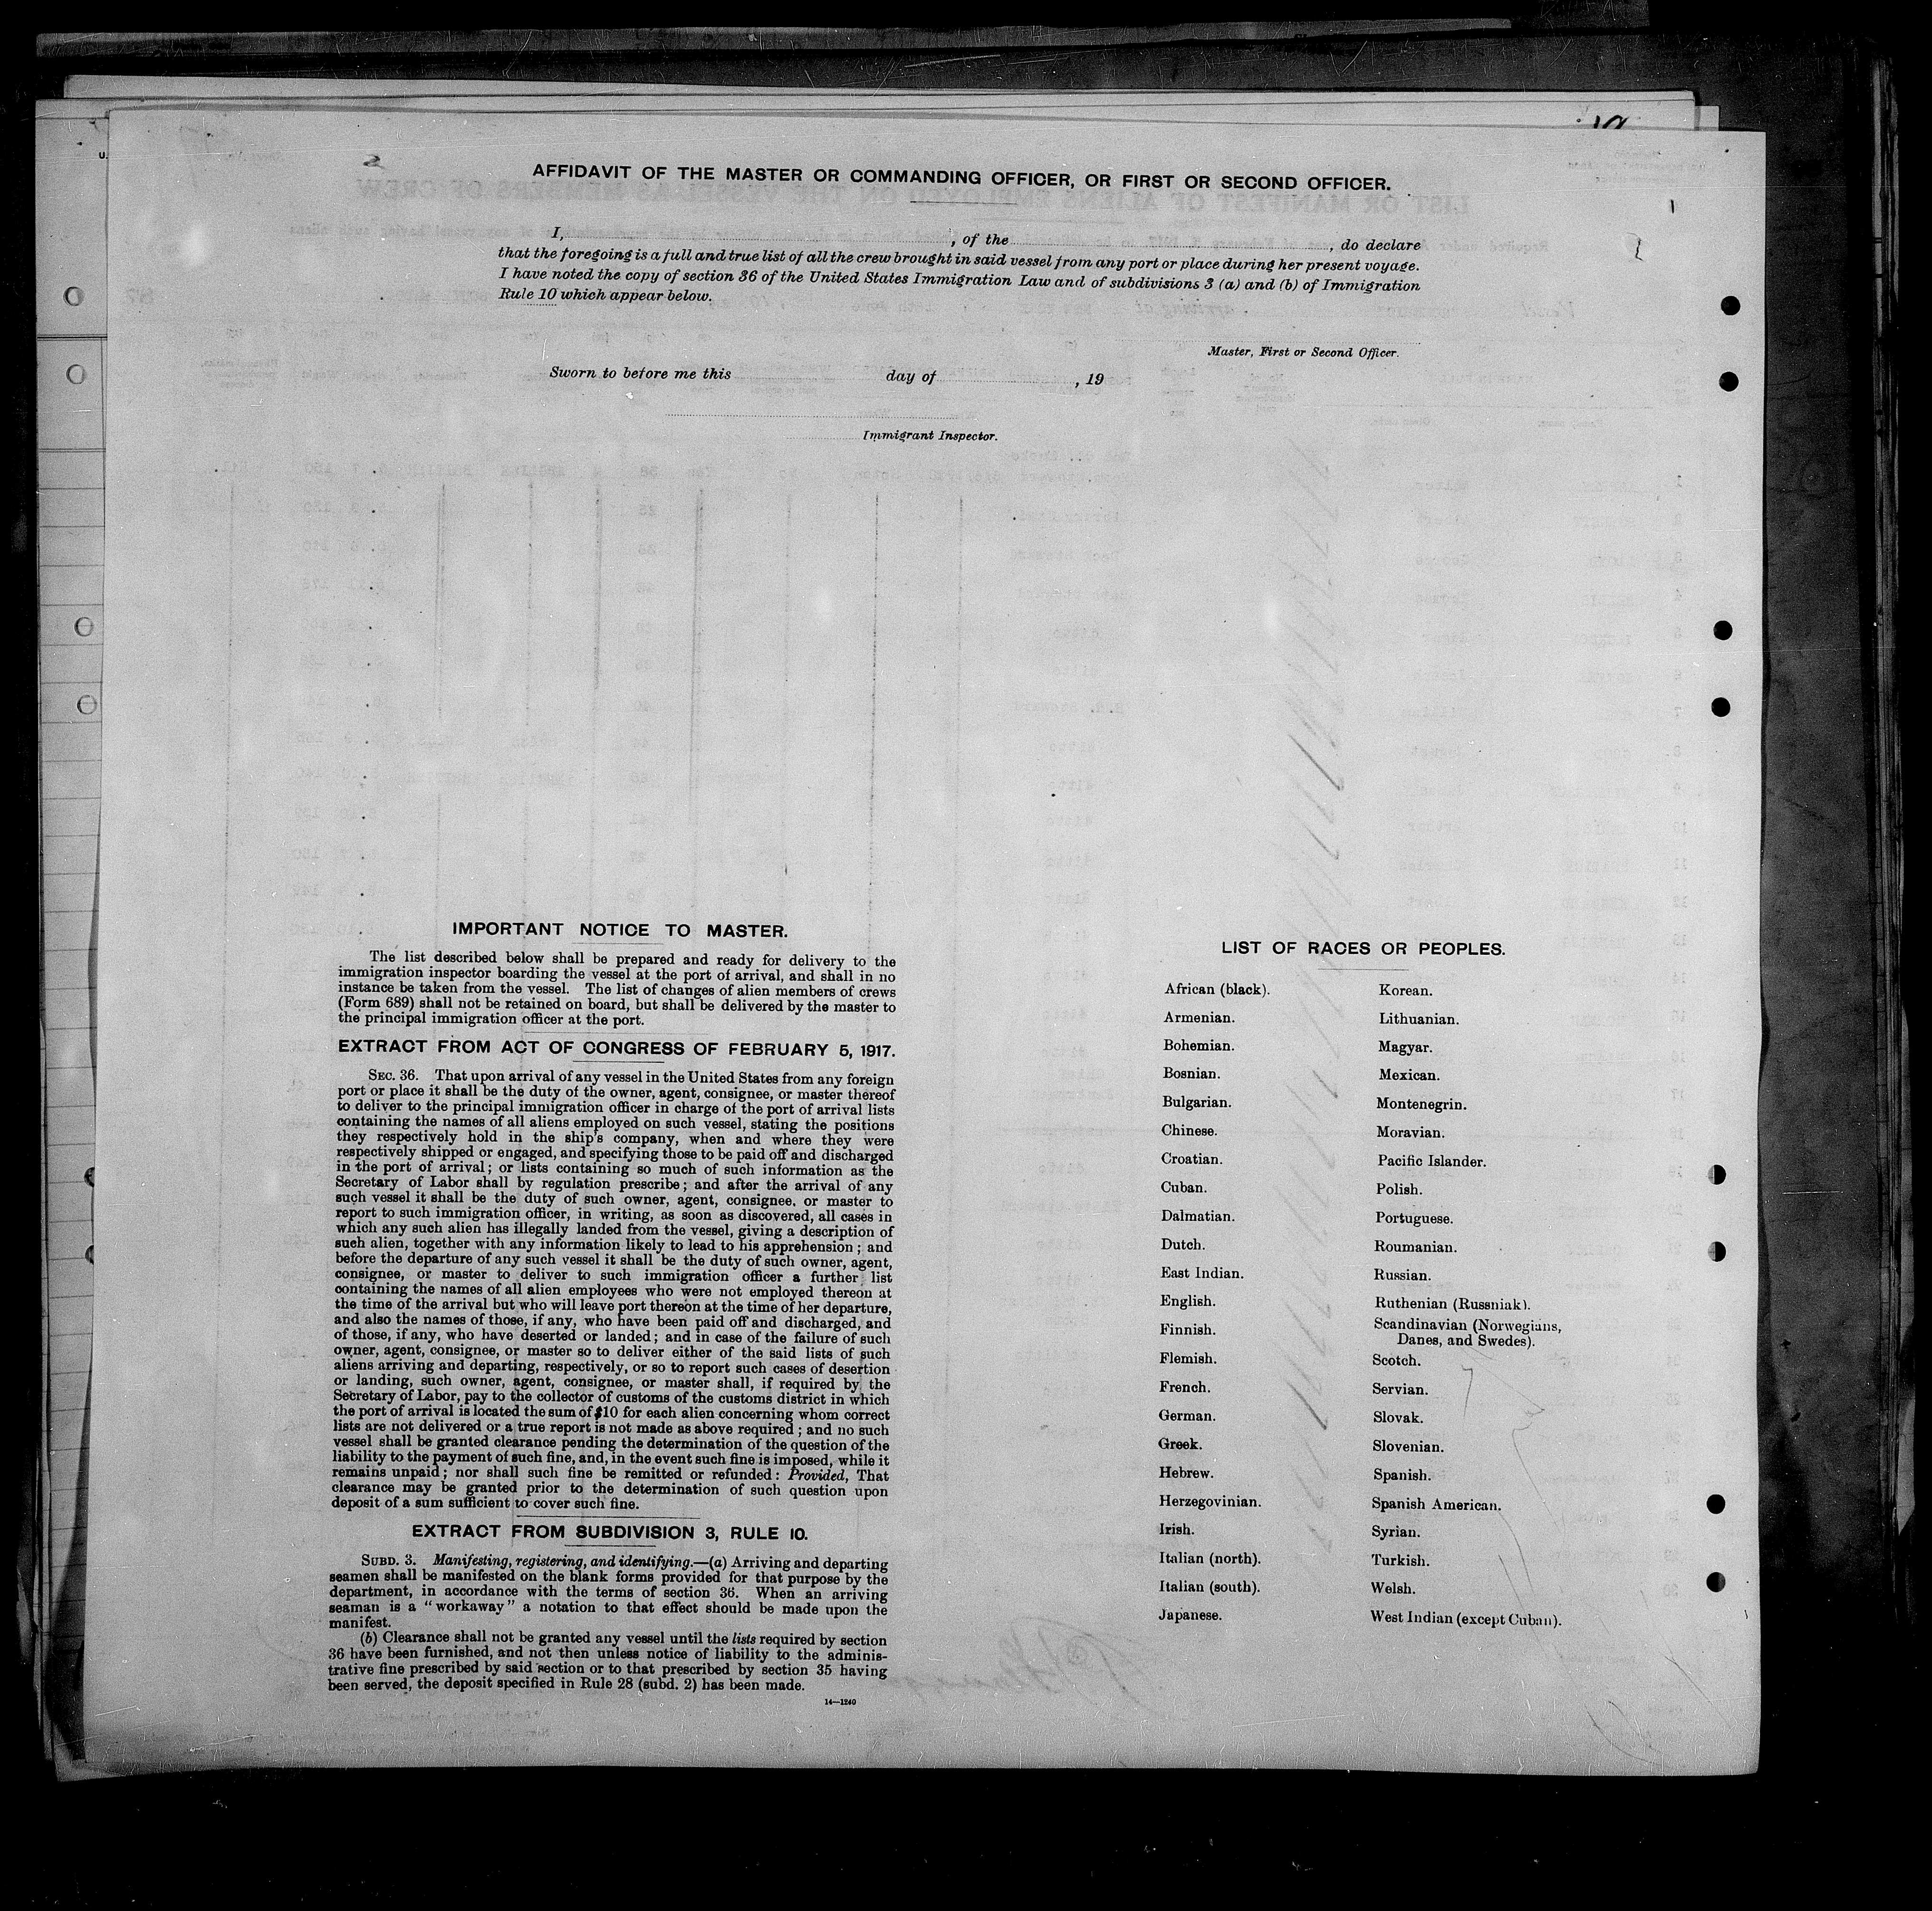 AFFIDAVIT OF THE MASTER OR COMMANDING OFFICER, OR FIRST OR SECOND OFFICER.
I, , of the , do declare
that the foregoing is a full and true list of all the crew brought in said vessel from any port or place during her present voyage.
I have noted the copy of section 36 of the United States Immigration Law and of subdivisions 3 (a) and (b) of Immigration
Rule 10 which appear below.
Master, First or Second Officer.
Sworn to before me this day of , 19
Immigrant Inspector.
IMPORTANT NOTICE TO MASTER.
The list described below shall be prepared and ready for delivery to the
immigration inspector boarding the vessel at the port of arrival, and shall in no
instance be taken from the vessel. The list of changes of alien members of crews
(Form 689) shall not be retained on board, but shall be delivered by the master to
the principal immigration officer at the port.
EXTRACT FROM ACT OF CONGRESS OF FEBRUARY 5, 1917.
SEC. 36. That upon arrival of any vessel in the United States from any foreign
port or place it shall be the duty of the owner, agent, consignee, or master thereof
to deliver to the principal immigration officer in charge of the port of arrival lists
containing the names of all aliens employed on such vessel, stating the positions
they respectively hold in the ship's company, when and where they were
respectively shipped or engaged, and specifying those to be paid off and discharged
in the port of arrival; or lists containing so much of such information as the
Secretary of Labor shall by regulation prescribe; and after the arrival of any
such vessel it shall be the duty of such owner, agent, consignee, or master to
report to such immigration officer, in writing, as soon as discovered, all cases in
which any such alien has illegally landed from the vessel, giving a description of
such alien, together with any information likely to lead to his apprehension; and
before the departure of any such vessel it shall be the duty of such owner, agent,
consignee, or master to deliver to such immigration officer a further list
containing the names of all alien employees who were not employed thereon at
the time of the arrival but who will leave port thereon at the time of her departure,
and also the names of those, if any, who have been paid off and discharged, and
of those, if any, who have deserted or landed; and in case of the failure of such
owner, agent, consignee, or master so to deliver either of the said lists of such
aliens arriving and departing, respectively, or so to report such cases of desertion
or landing, such owner, agent, consignee, or master shall, if required by the
Secretary of Labor, pay to the collector of customs of the customs district in which
the port of arrival is located the sum of $10 for each alien concerning whom correct
lists are not delivered or a true report is not made as above required; and no such
vessel shall be granted clearance pending the determination of the question of the
liability to the payment of such fine, and, in the event such fine is imposed, while it
remains unpaid; nor shall such fine be remitted or refunded: Provided, That
clearance may be granted prior to the determination of such question upon
deposit of a sum sufficient to cover such fine.
EXTRACT FROM SUBDIVISION 3, RULE 10.
SUBD. 3. Manifesting, registering, and identifying.—(a) Arriving and departing
seamen shall be manifested on the blank forms provided for that purpose by the
department, in accordance with the terms of section 36. When an arriving
seaman is a "workaway" a notation to that effect should be made upon the
manifest.
(b) Clearance shall not be granted any vessel until the lists required by section
36 have been furnished, and not then unless notice of liability to the adminis-
trative fine prescribed by said section or to that prescribed by section 35 having
been served, the deposit specified in Rule 28 (subd. 2) has been made.
14—1240
LIST OF RACES OR PEOPLES.
African (black).
Armenian.
Bohemian.
Bosnian.
Bulgarian.
Chinese.
Croatian.
Cuban.
Dalmatian.
Dutch.
East Indian.
English.
Finnish.
Flemish.
French.
German.
Greek.
Hebrew.
Herzegovinian.
Irish.
Italian (north).
Italian (south).
Japanese.
Korean.
Lithuanian.
Magyar.
Mexican.
Montenegrin.
Moravian.
Pacific Islander.
Polish.
Portuguese.
Roumanian.
Russian.
Ruthenian (Russniak).
Scandinavian (Norwegians,
Danes, and Swedes).
Scotch.
Servian.
Slovak.
Slovenian.
Spanish.
Spanish American.
Syrian.
Turkish.
Welsh.
West Indian (except Cuban).